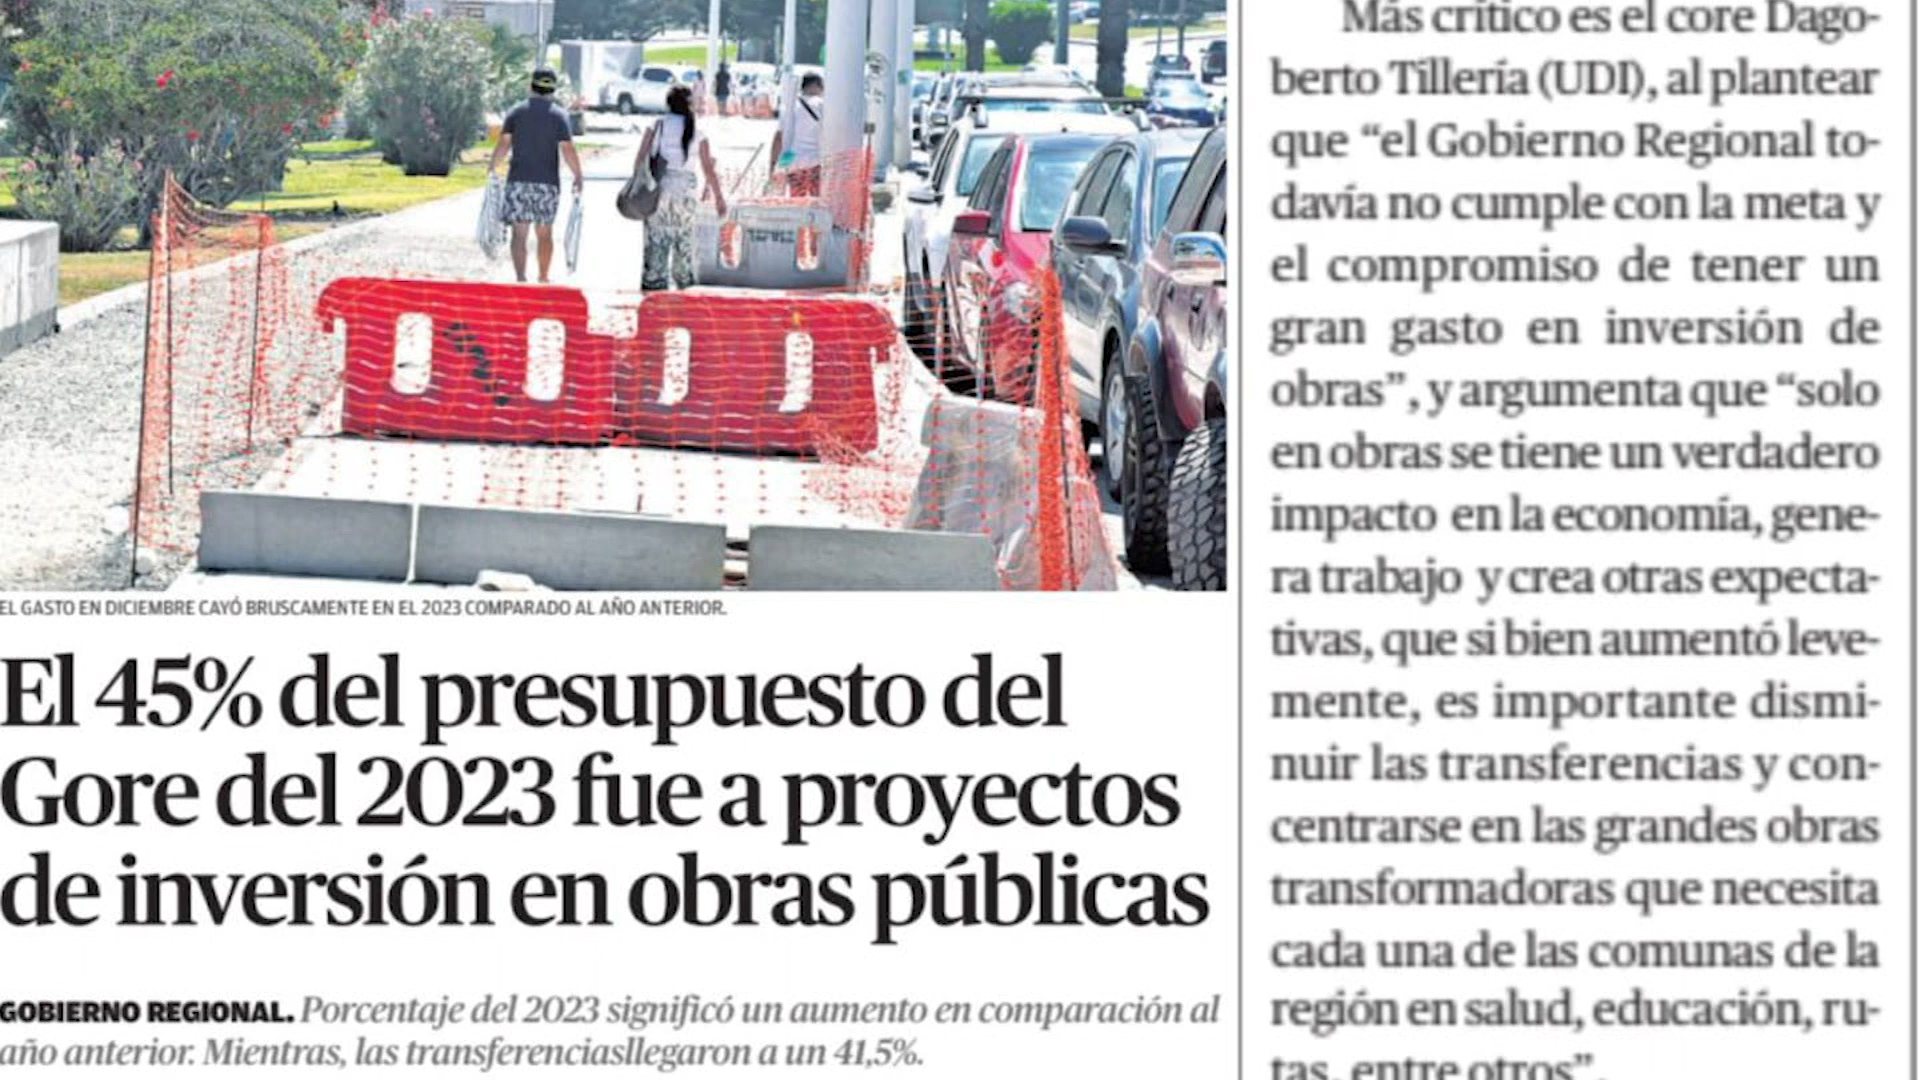 EL GASTO EN DICIEMBRE CAYÓ BRUSCAMENTE EN EL 2023 COMPARADO AL AÑO ANTERIOR.
El 45% del presupuesto del
Gore del 2023 fue a proyectos
de inversión en obras públicas
GOBIERNO REGIONAL. Porcentaje del 2023 significó un aumento en comparación al
año anterior. Mientras, las transferenciasllegaron a un 41,5%.
Más crítico es el core Dago-
berto Tillería (UDI), al plantear
que “el Gobierno Regional to-
davía no cumple con la meta y
el compromiso de tener un
gran gasto en inversión de
obras”, y argumenta que “solo
en obras se tiene un verdadero
impacto en la economía, gene-
ra trabajo y crea otras expecta-
tivas, que si bien aumentó leve-
mente, es importante dismi-
nuir las transferencias y con-
centrarse en las grandes obras
transformadoras que necesita
cada una de las comunas de la
región en salud, educación, ru-
tas, entre otros”.